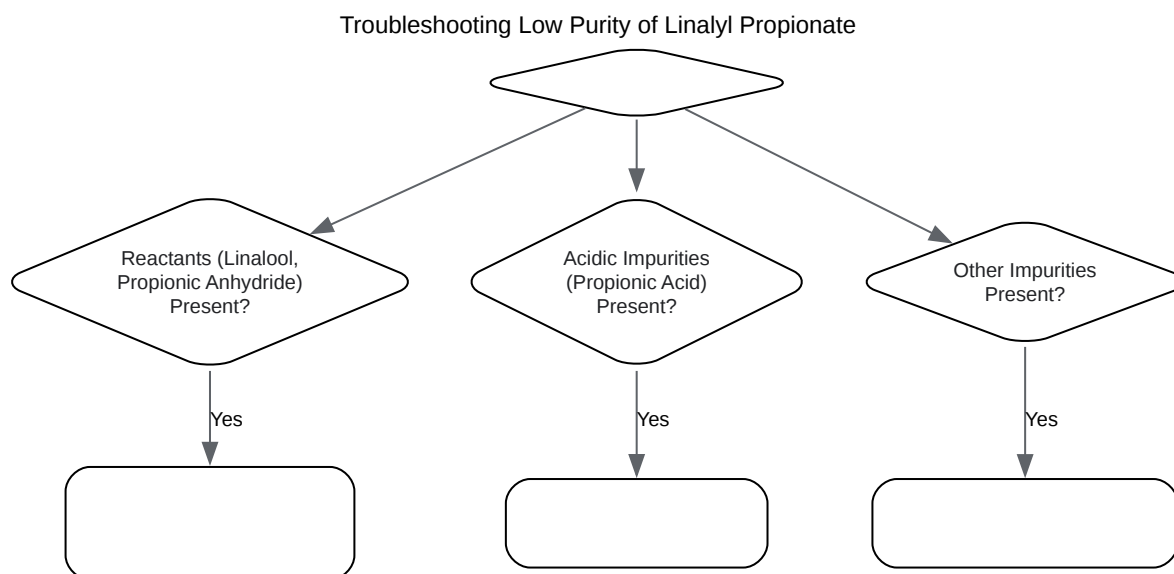 Troubleshooting Low Purity of Linalyl Propionate
Reactants (Linalool,
Propionic Anhydride)
Present?
Acidic Impurities
(Propionic Acid)
Present?
Other Impurities
Present?
Yes
Yes
Yes